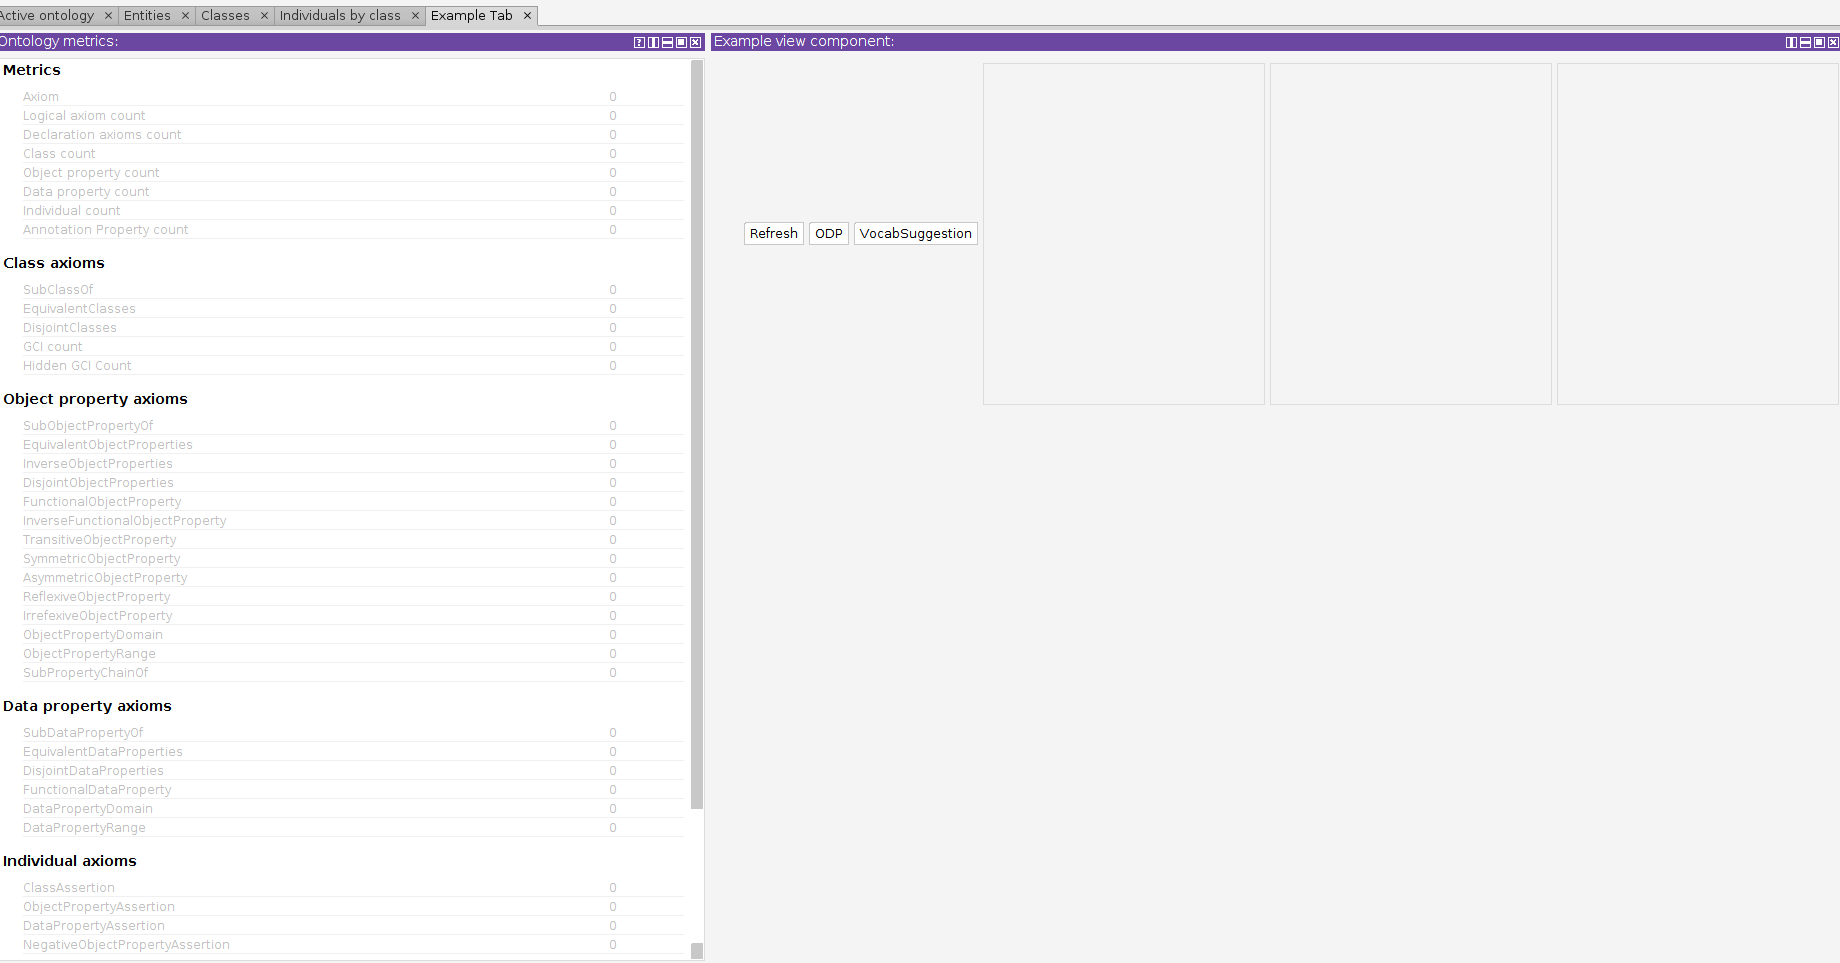 Active ontology × Entities × Classes × Individuals by class × Example Tab ×
Ontology metrics:
Metrics
Axiom 0
Logical axiom count 0
Declaration axioms count 0
Class count 0
Object property count 0
Data property count 0
Individual count 0
Annotation Property count 0
Class axioms
SubClassOf 0
EquivalentClasses 0
DisjointClasses 0
GCI count 0
Hidden GCI Count 0
Object property axioms
SubObjectPropertyOf 0
EquivalentObjectProperties 0
InverseObjectProperties 0
DisjointObjectProperties 0
FunctionalObjectProperty 0
InverseFunctionalObjectProperty 0
TransitiveObjectProperty 0
SymmetricObjectProperty 0
AsymmetricObjectProperty 0
ReflexiveObjectProperty 0
IrrefexiveObjectProperty 0
ObjectPropertyDomain 0
ObjectPropertyRange 0
SubPropertyChainOf 0
Data property axioms
SubDataPropertyOf 0
EquivalentDataProperties 0
DisjointDataProperties 0
FunctionalDataProperty 0
DataPropertyDomain 0
DataPropertyRange 0
Individual axioms
ClassAssertion 0
ObjectPropertyAssertion 0
DataPropertyAssertion 0
NegativeObjectPropertyAssertion 0
Example view component:
Refresh ODP VocabSuggestion